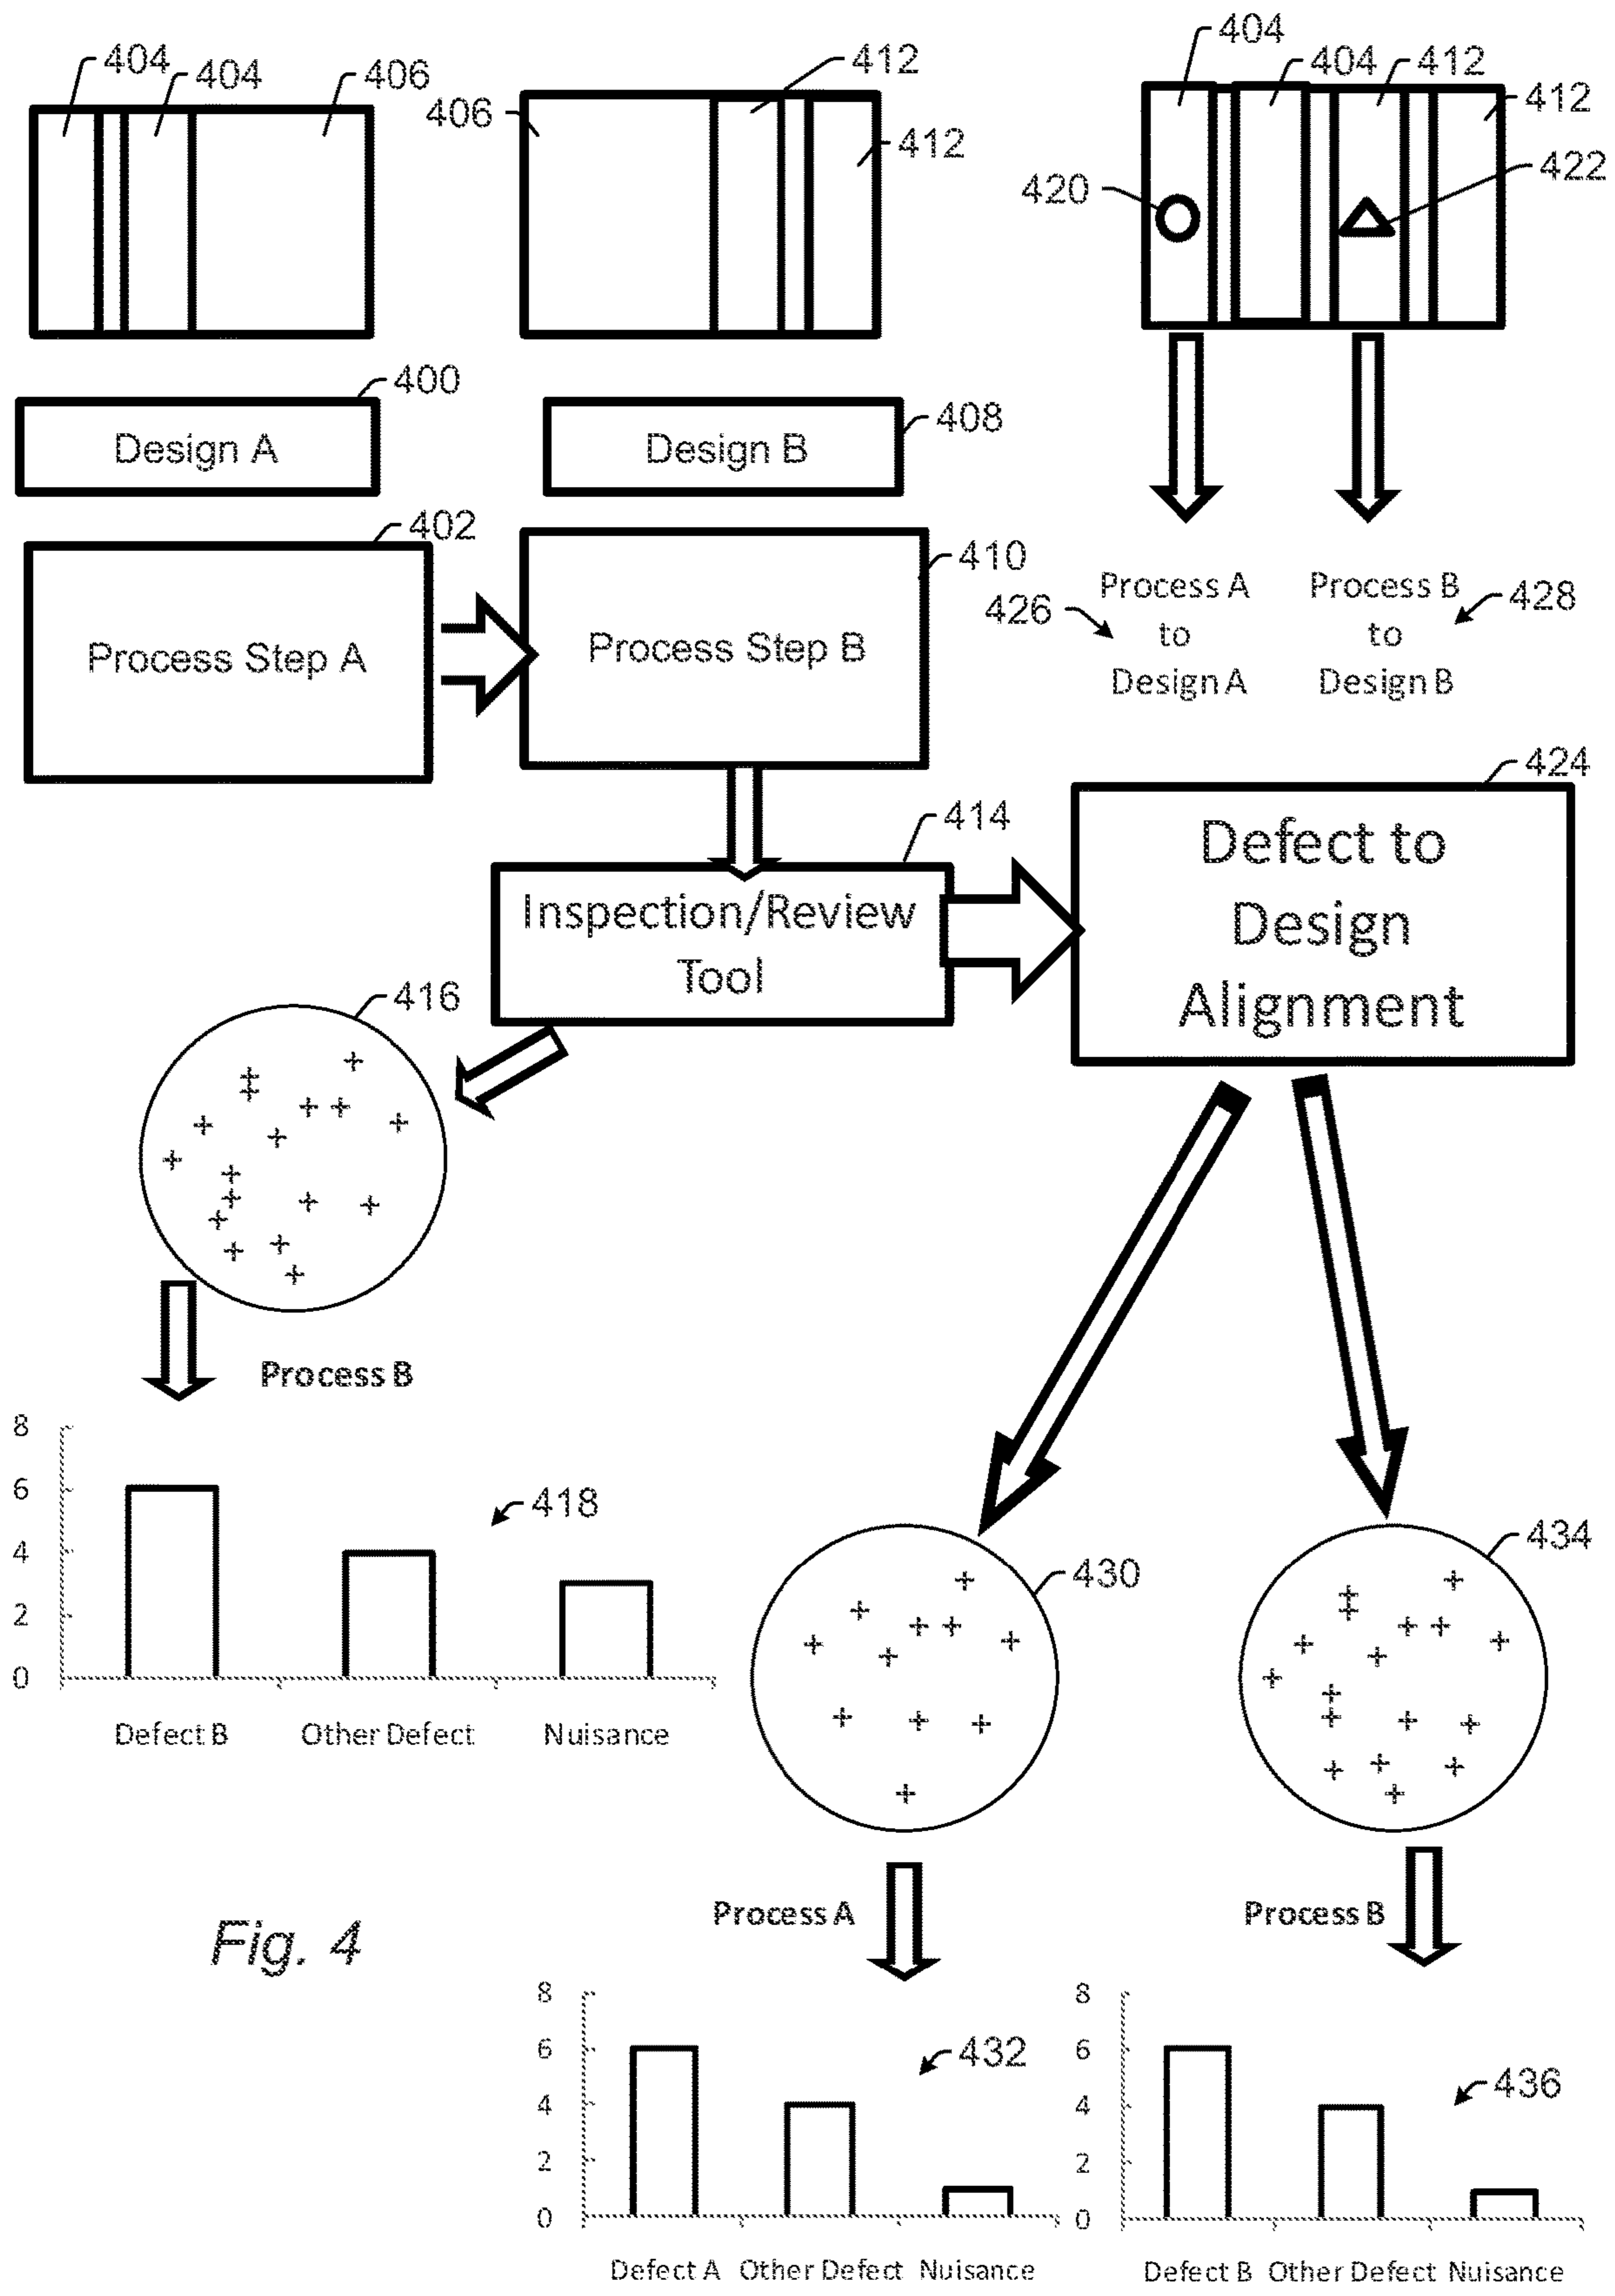 404
404
406
406
412
412
404
404
412
412
420
422
400
Design A
Design B
408
402
Process Step A
410
Process Step B
Process A
to
Design A
426
Process B
to
Design B
428
414
Inspection/Review
Tool
424
Defect to
Design
Alignment
416
Process B
8
6
4
2
0
418
Defect B Other Defect Nuisance
430
434
Process A
Process B
Fig. 4
8
6
4
2
0
432
Defect A Other Defect Nuisance
8
6
4
2
0
436
Defect B Other Defect Nuisance